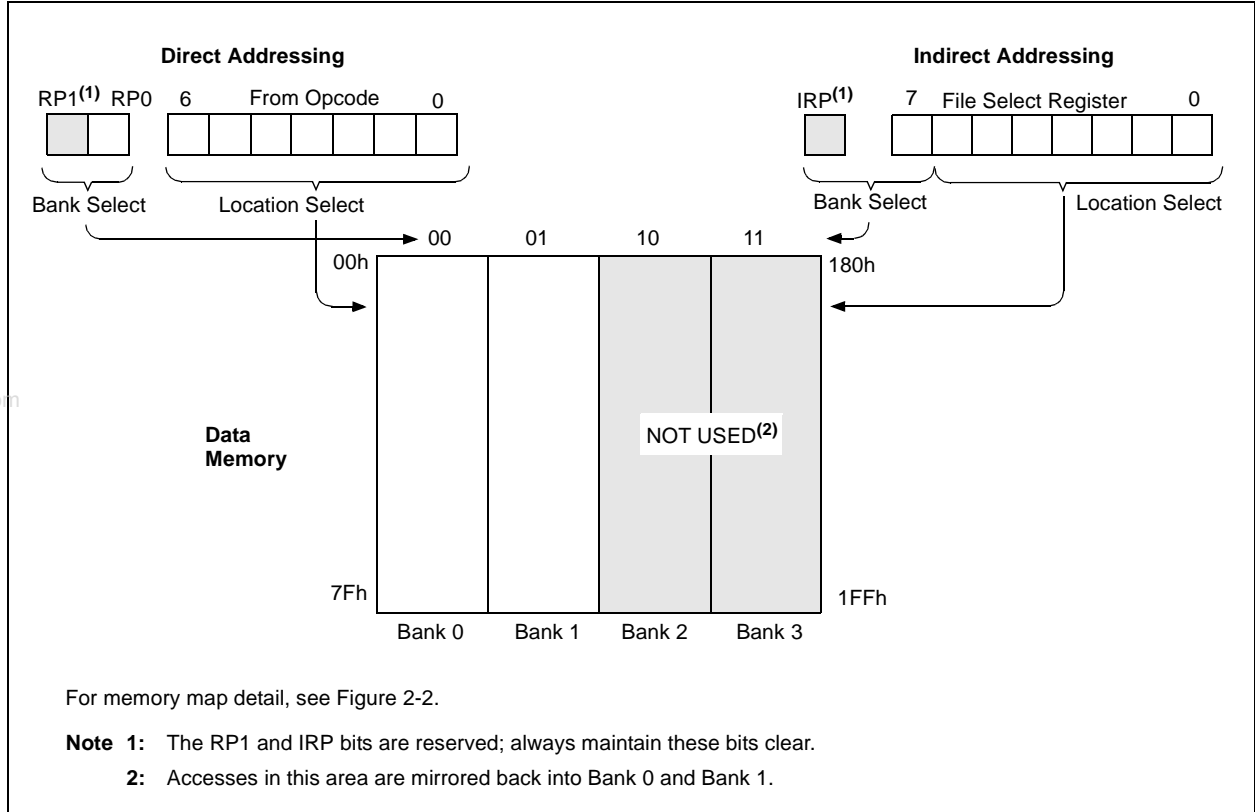 Direct Addressing
Indirect Addressing
RP1(1) RP0 6 From Opcode 0
IRP(1) 7 File Select Register 0
Bank Select Location Select
Bank Select Location Select
00 01 10 11
00h 180h
NOT USED(2)
Data
Memory
7Fh 1FFh
Bank 0 Bank 1 Bank 2 Bank 3
For memory map detail, see Figure 2-2.
Note 1: The RP1 and IRP bits are reserved; always maintain these bits clear.
2: Accesses in this area are mirrored back into Bank 0 and Bank 1.